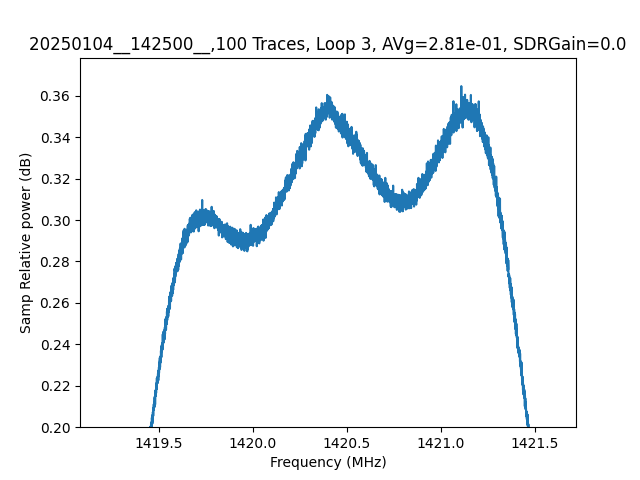 20250104__142500__,100 Traces, Loop 3, AVg=2.81e-01, SDRGain=0.0
0.36
0.34
0.32
0.30
0.28
0.26
0.24
0.22
0.20
Samp Relative power (dB)
1419.5 1420.0 1420.5 1421.0 1421.5
Frequency (MHz)